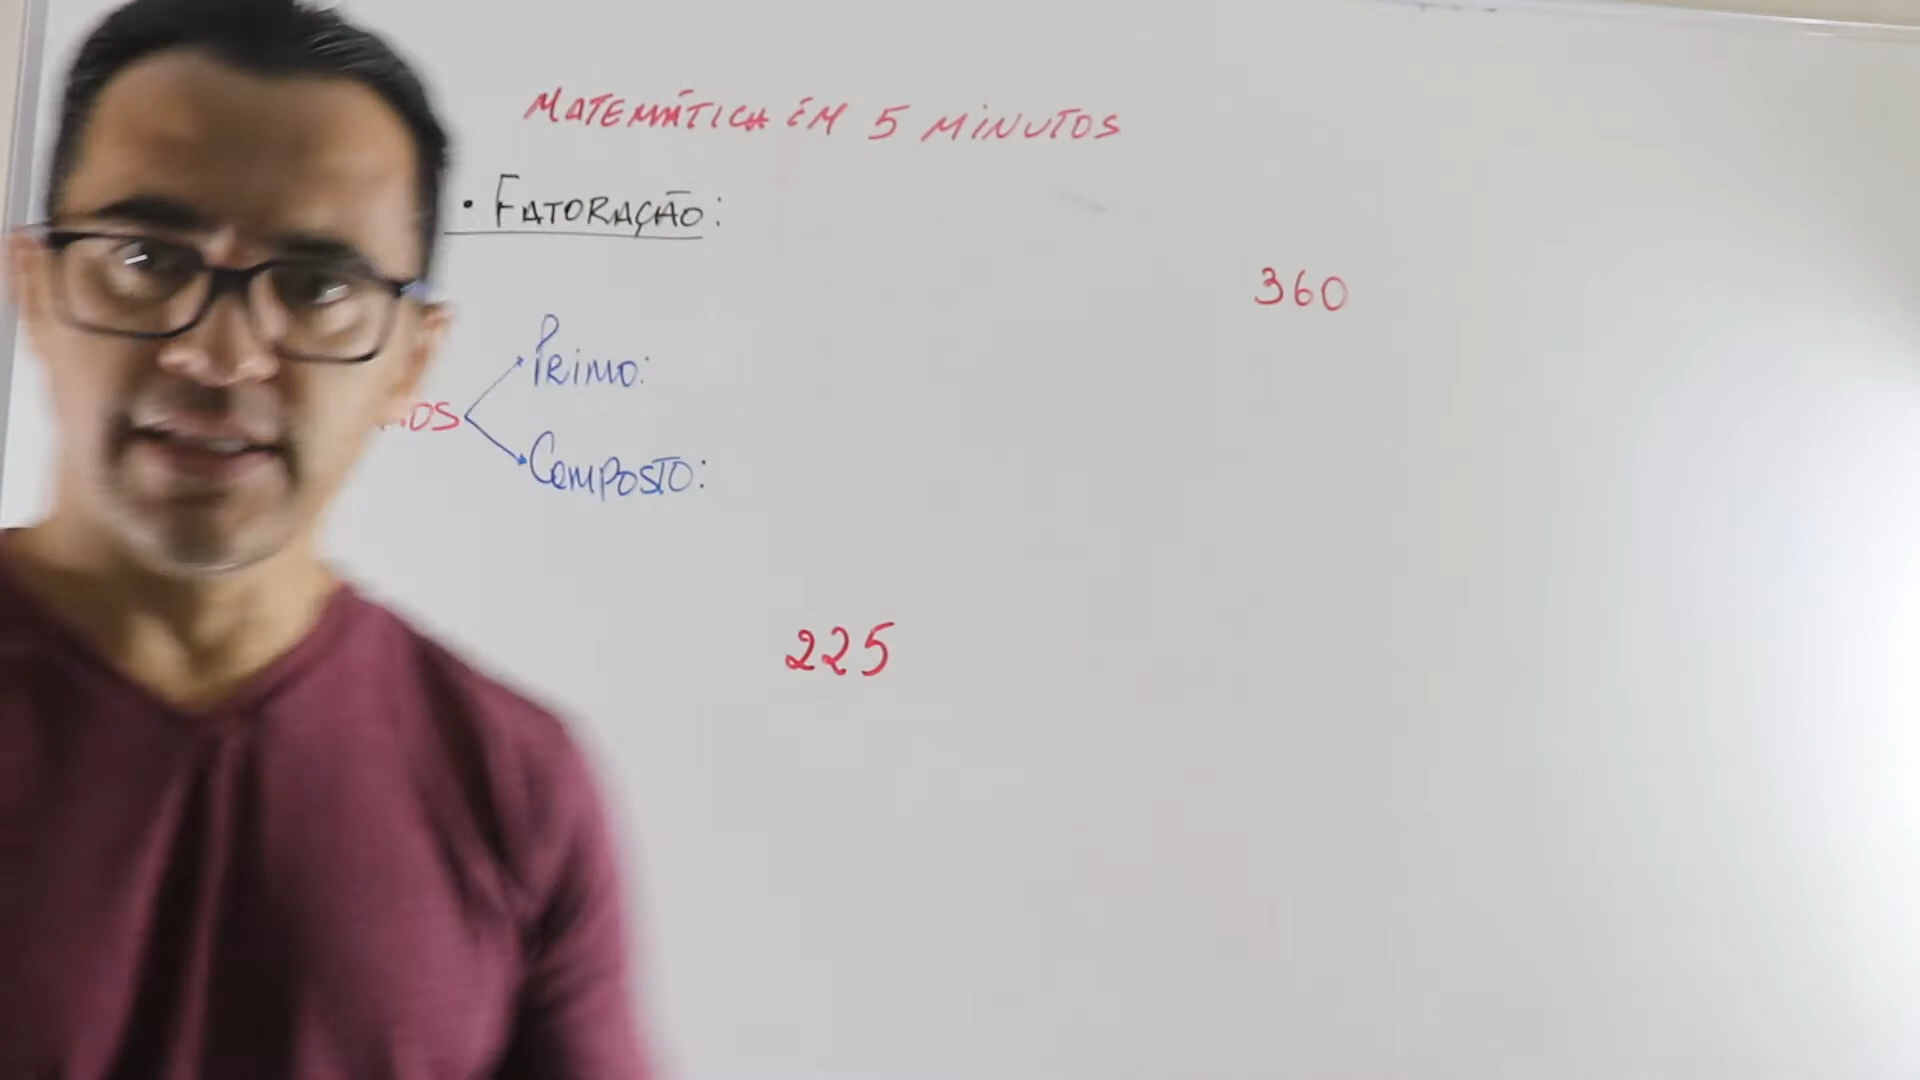 MATEMÁTICA EM 5 MINUTOS
• FATORAÇÃO:
360
PRIMO:
COMPOSTO:
225